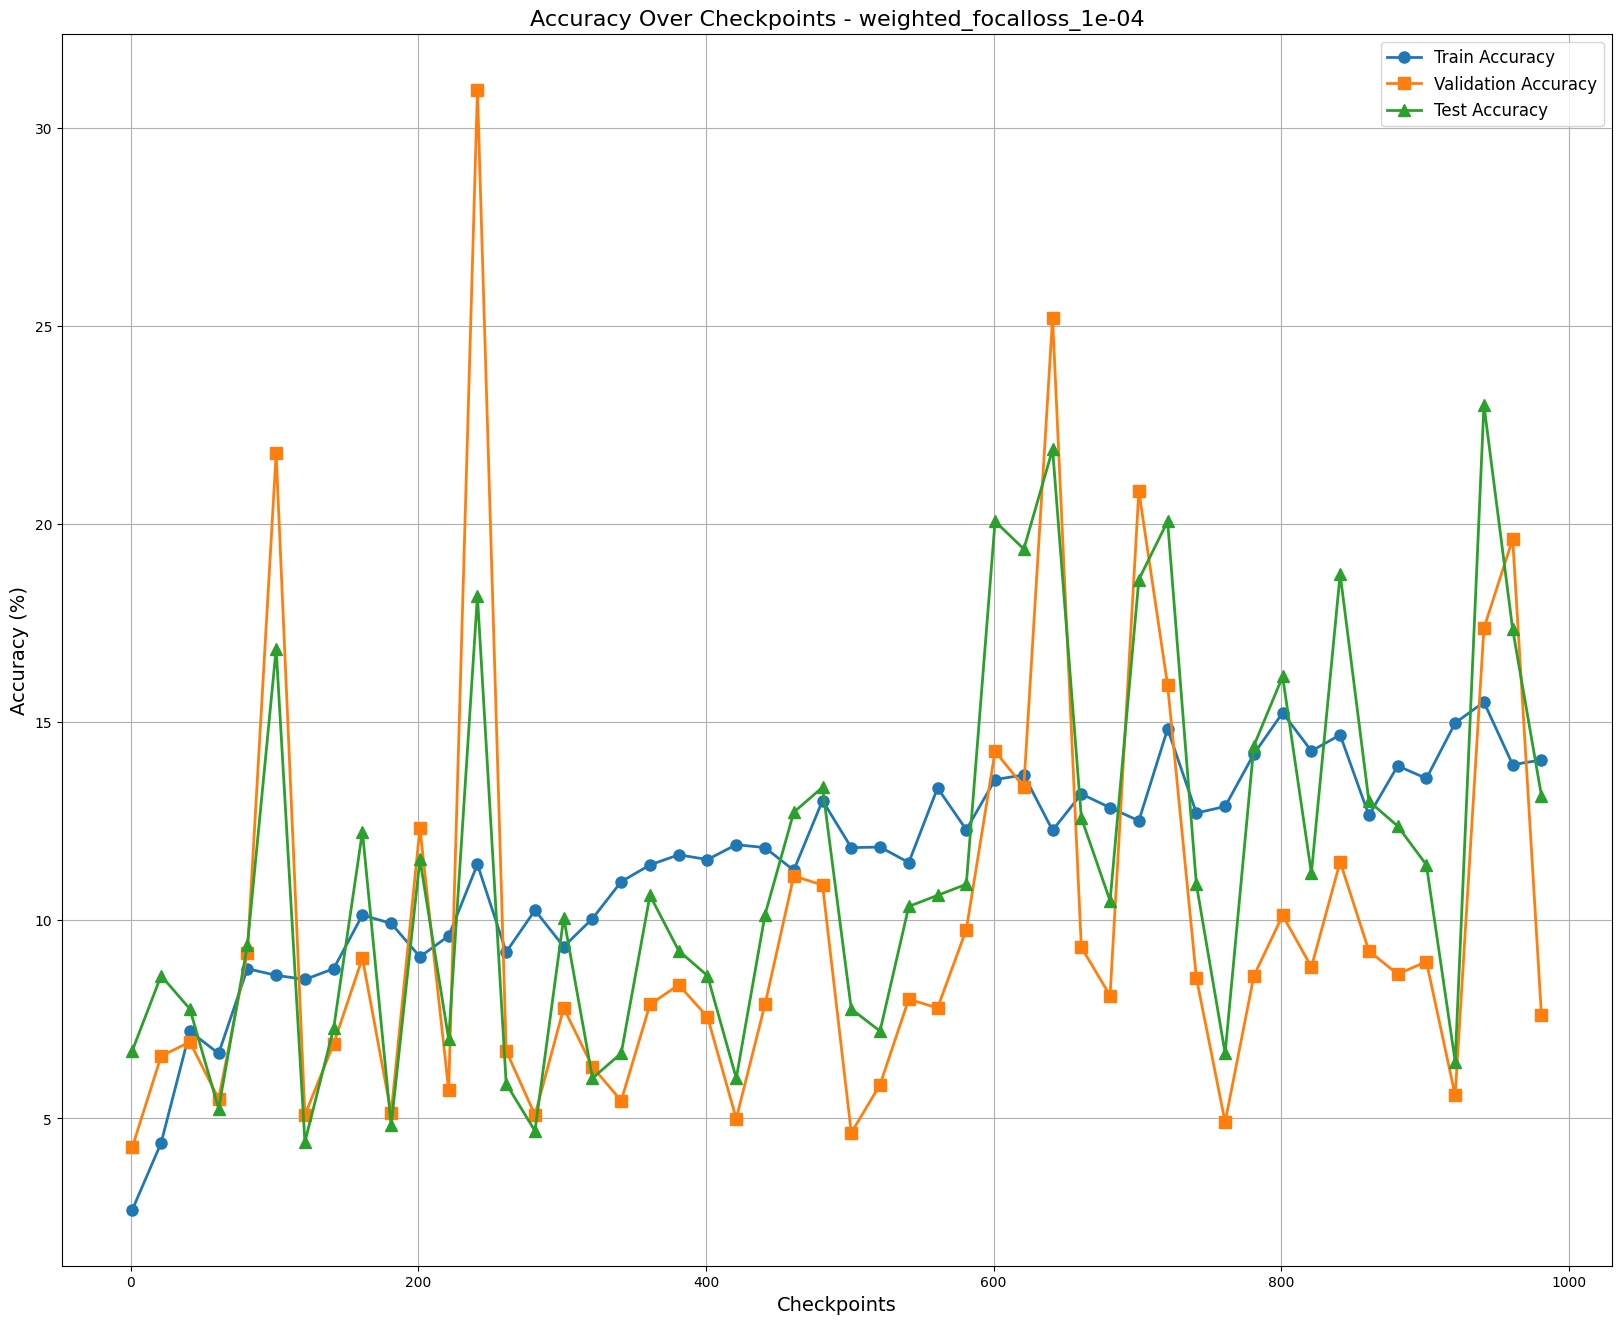 Accuracy Over Checkpoints - weighted_focalloss_1e-04
Train Accuracy
Validation Accuracy
Test Accuracy
Accuracy (%)
30
25
20
15
10
5
0 200 400 600 800 1000
Checkpoints